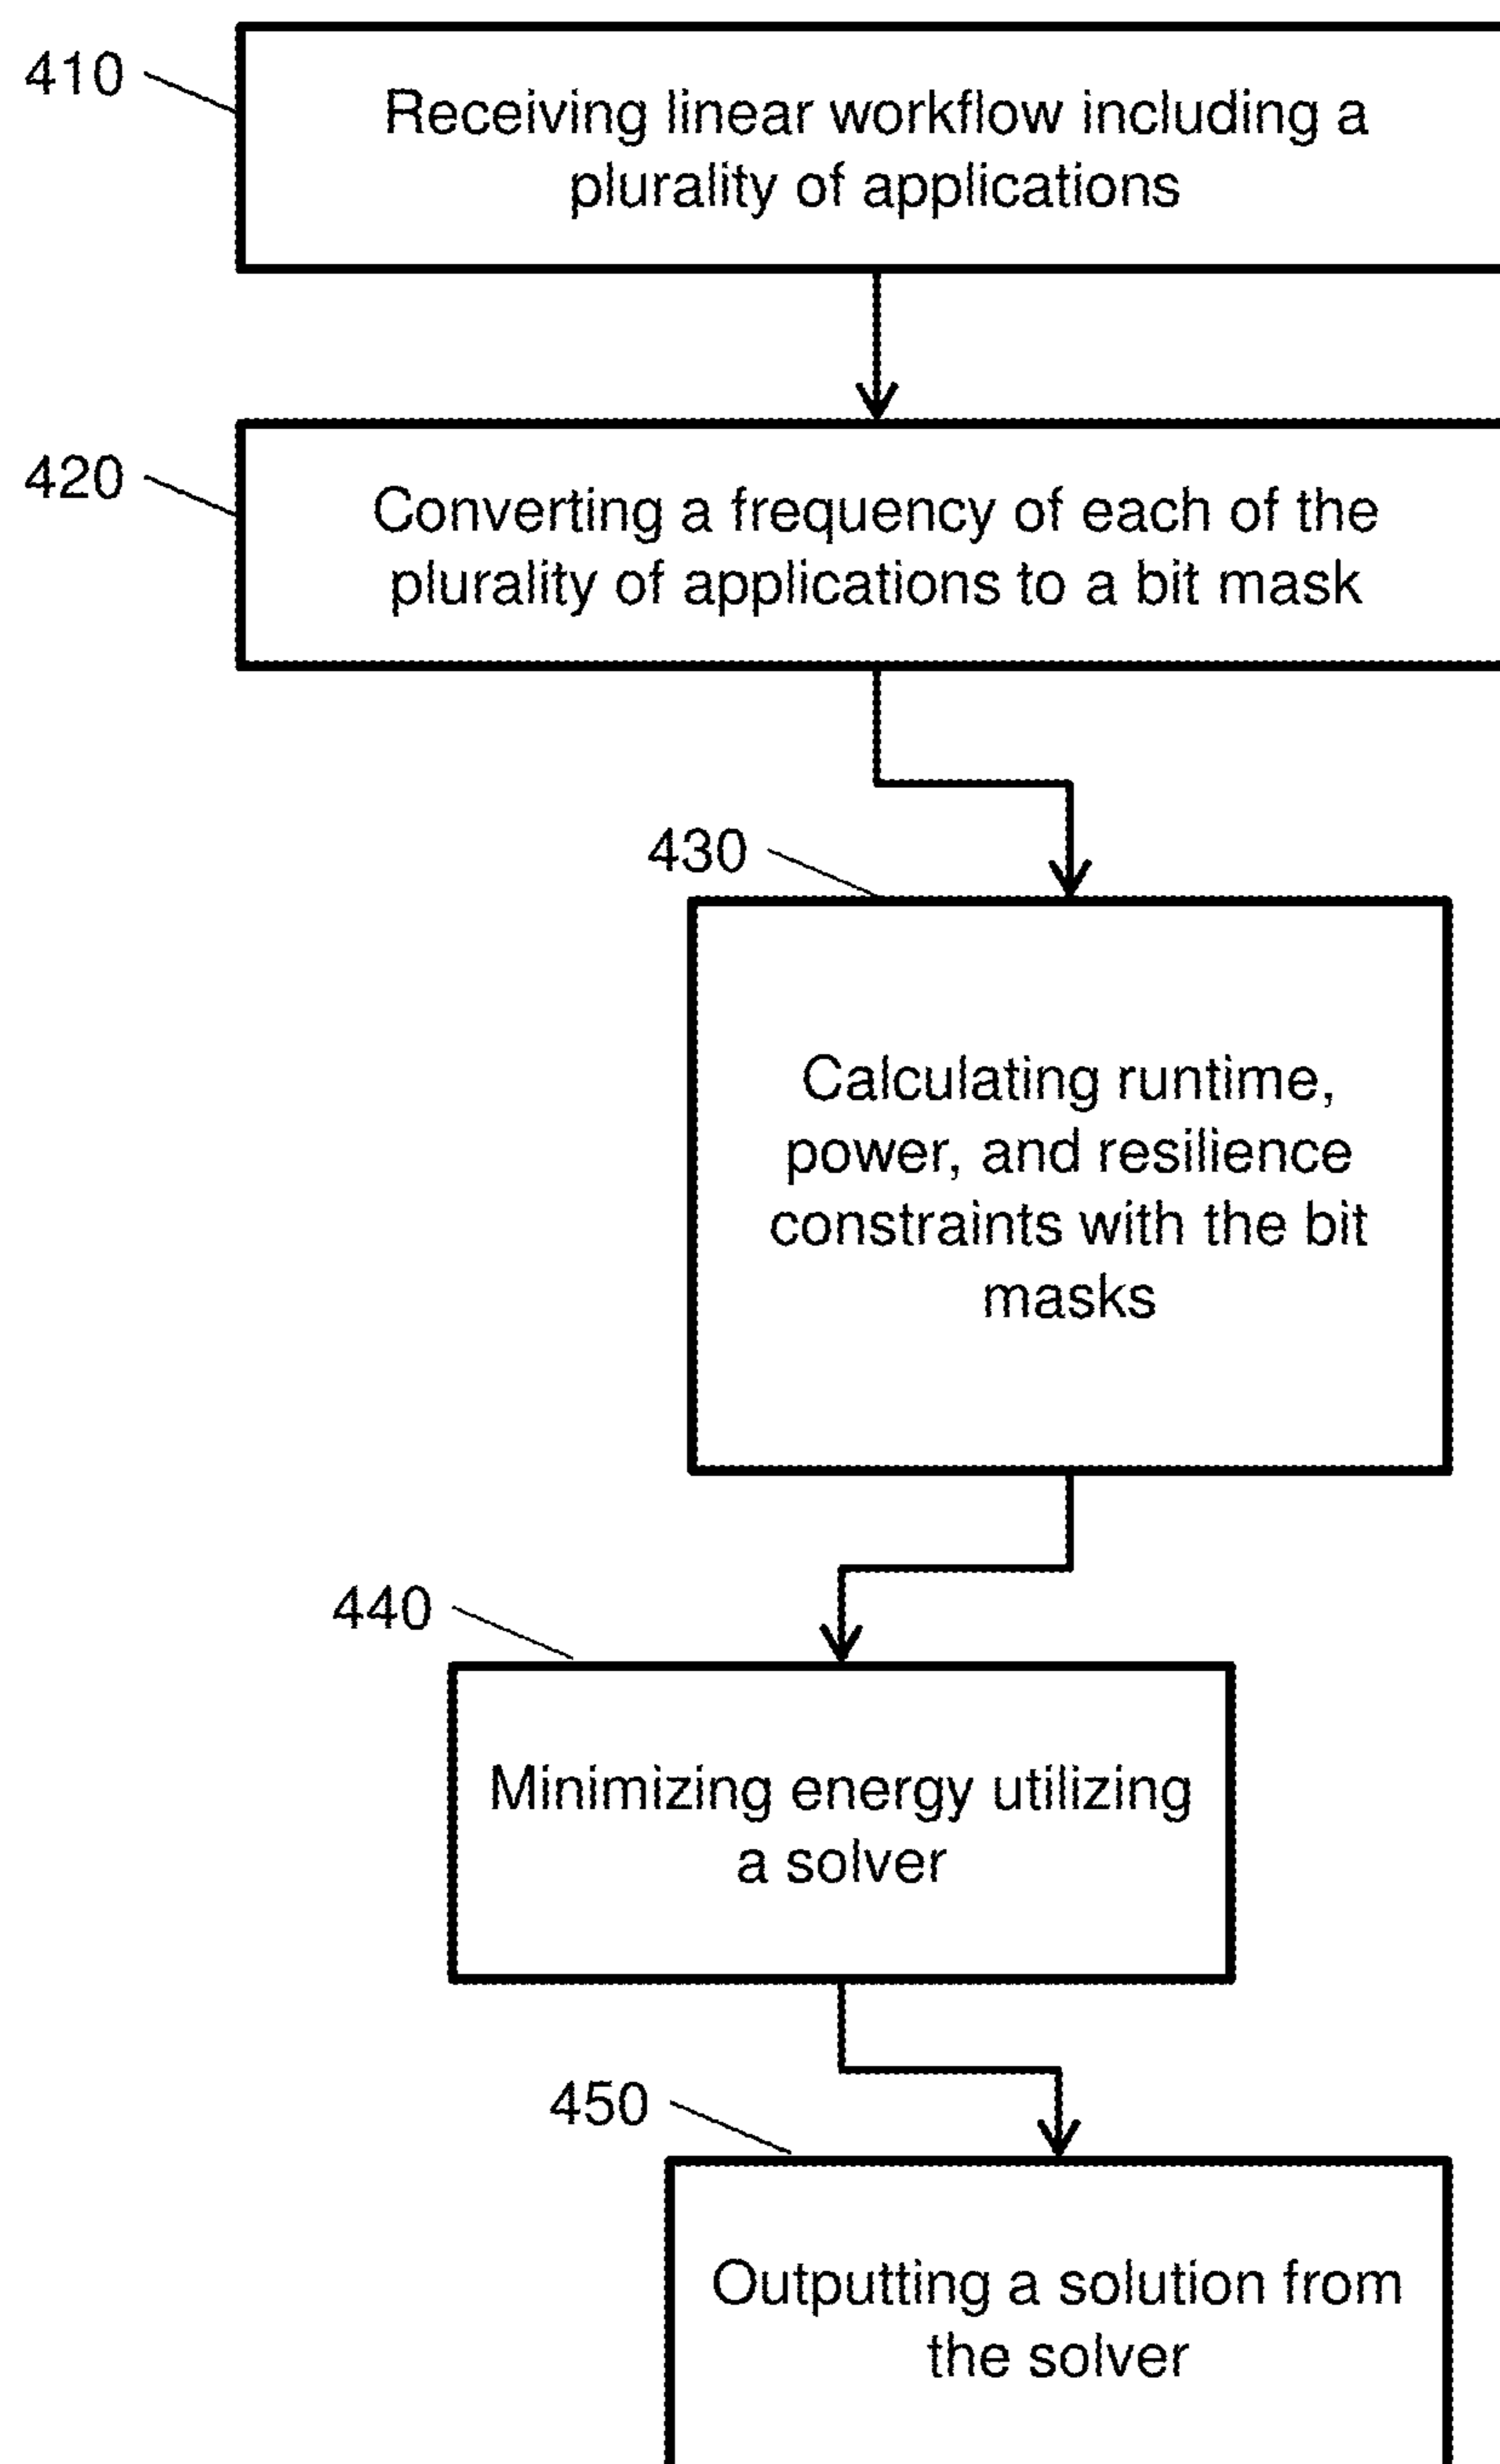 410
Receiving linear workflow including a
plurality of applications
420
Converting a frequency of each of the
plurality of applications to a bit mask
430
Calculating runtime,
power, and resilience
constraints with the bit
masks
440
Minimizing energy utilizing
a solver
450
Outputting a solution from
the solver